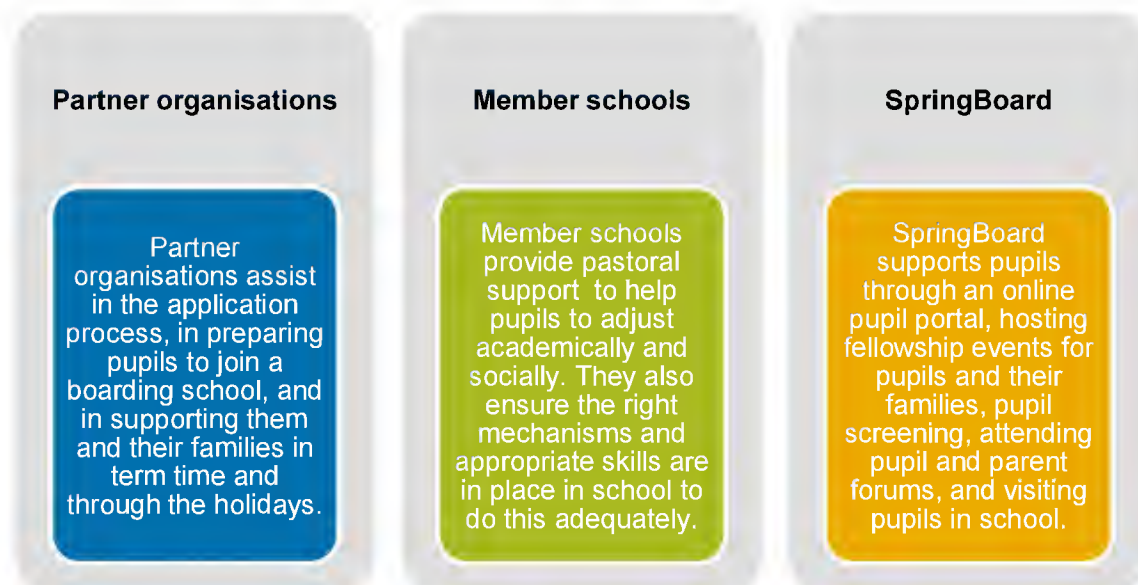 Partner organisations
Partner
organisations assist
in the application
process, in preparing
pupils to join a
boarding school, and
in supporting them
and their families in
term time and
through the holidays.
Member schools
Member schools
provide pastoral
support to help
pupils to adjust
academically and
socially. They also
ensure the right
mechanisms and
appropriate skills are
in place in school to
do this adequately.
SpringBoard
SpringBoard
supports pupils
through an online
pupil portal, hosting
fellowship events for
pupils and their
families, pupil
screening, attending
pupil and parent
forums, and visiting
pupils in school.